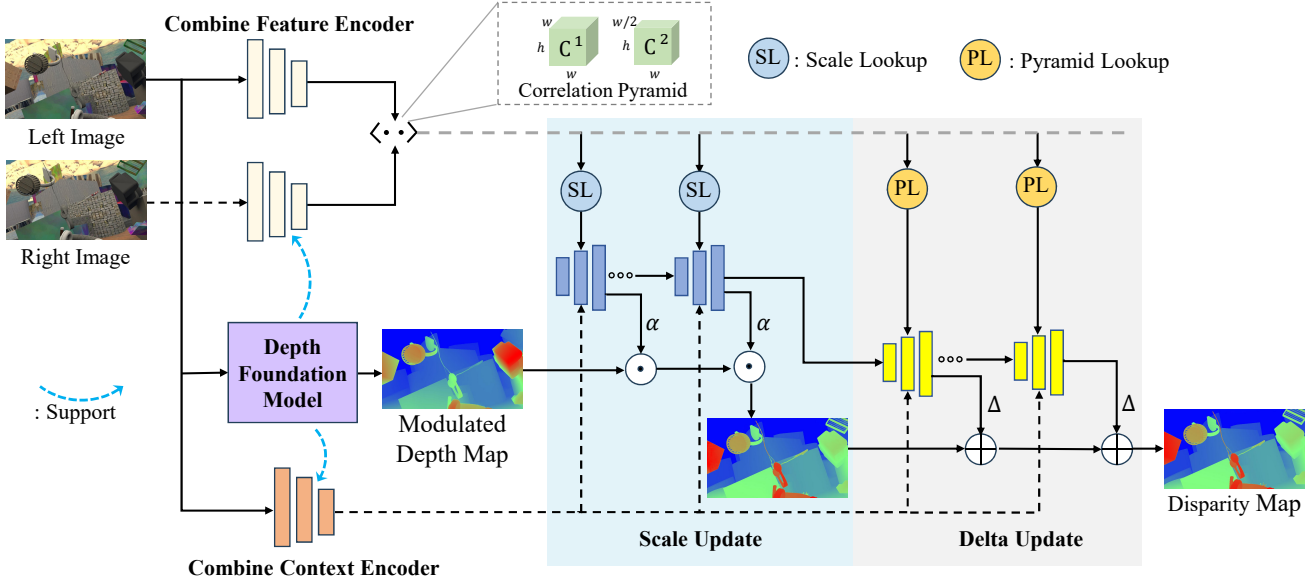 Combine Feature Encoder
w
w/2
h
C¹
h
C²
w
w
Correlation Pyramid
SL
: Scale Lookup
PL
: Pyramid Lookup
Left Image
Right Image
SL
SL
PL
PL
α
α
Depth
Foundation
Model
Modulated
Depth Map
: Support
Δ
Δ
Disparity Map
Scale Update
Delta Update
Combine Context Encoder